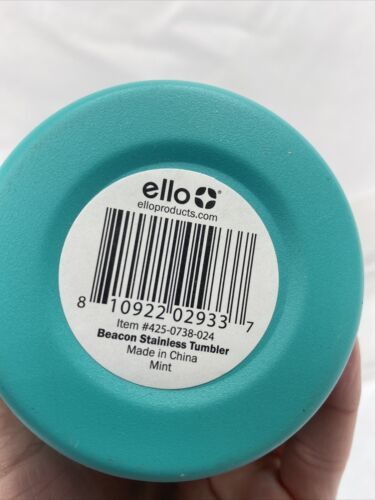 ello
elloproducts.com
8 10922 02933 7
Item #425-0738-024
Beacon Stainless Tumbler
Made in China
Mint